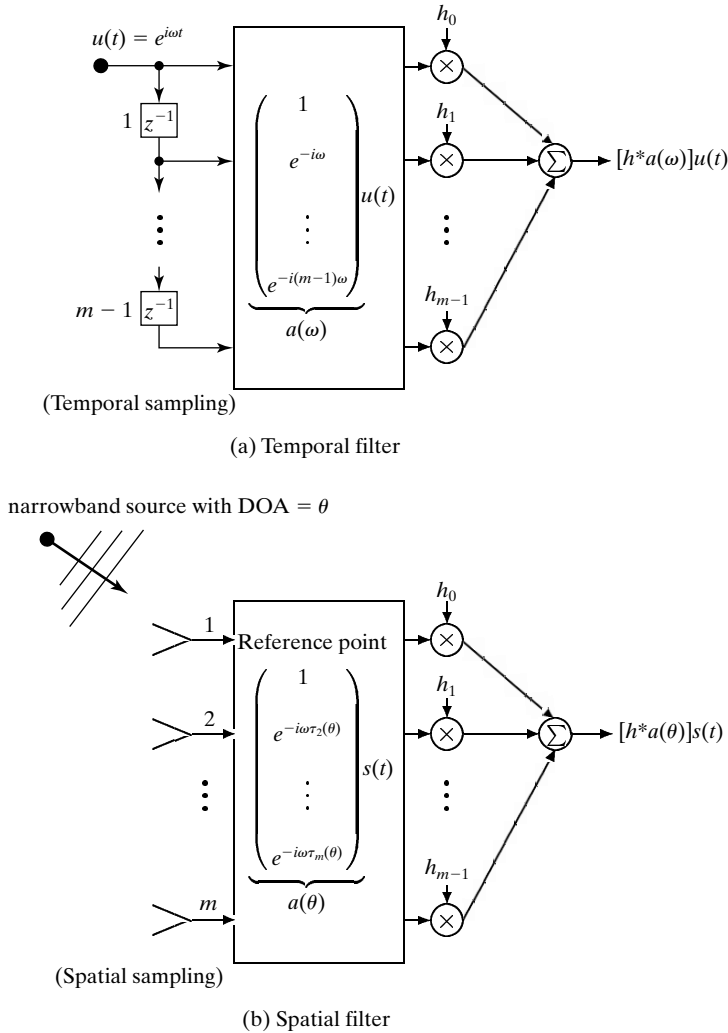 u(t) = e^{iωt}
h_0
1 z^{-1}
h_1
1
e^{-iω}
⋮
e^{-i(m-1)ω}
u(t)
a(ω)
× × ×
Σ
[h*a(ω)]u(t)
⋮
⋮
m − 1 z^{-1}
h_{m-1}
(Temporal sampling)
(a) Temporal filter
narrowband source with DOA = θ
h_0
1
Reference point
2
h_1
1
e^{-iωτ_2(θ)}
⋮
e^{-iωτ_m(θ)}
s(t)
a(θ)
× × ×
Σ
[h*a(θ)]s(t)
⋮
⋮
m
h_{m-1}
(Spatial sampling)
(b) Spatial filter